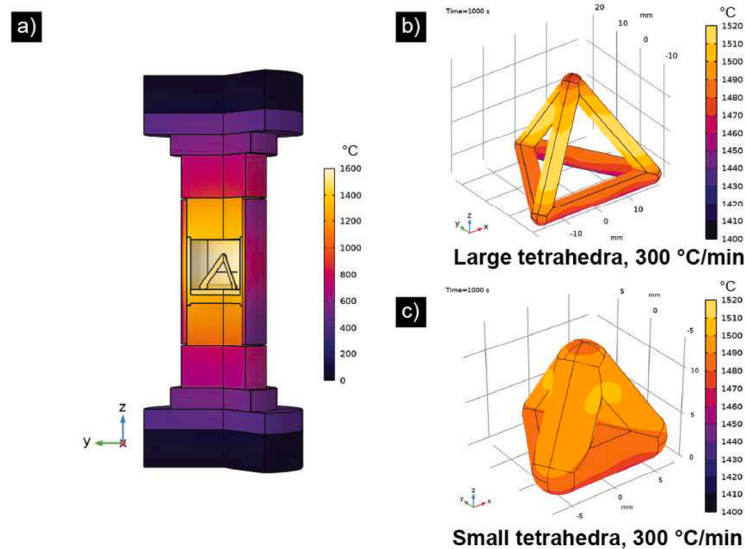 a)
°C
1600
1400
1200
1000
800
600
400
200
0
z
y
x
b)
Time=1000 s
20
mm
10
0
-10
°C
1520
1510
1500
1490
1480
1470
1460
1450
1440
1430
1420
1410
1400
z
y
x
-10
0
mm
10
Large tetrahedra, 300 °C/min
c)
Time=1000 s
5
mm
0
-5
10
5
0
°C
1520
1510
1500
1490
1480
1470
1460
1450
1440
1430
1420
1410
1400
z
y
x
-5
0
mm
5
Small tetrahedra, 300 °C/min